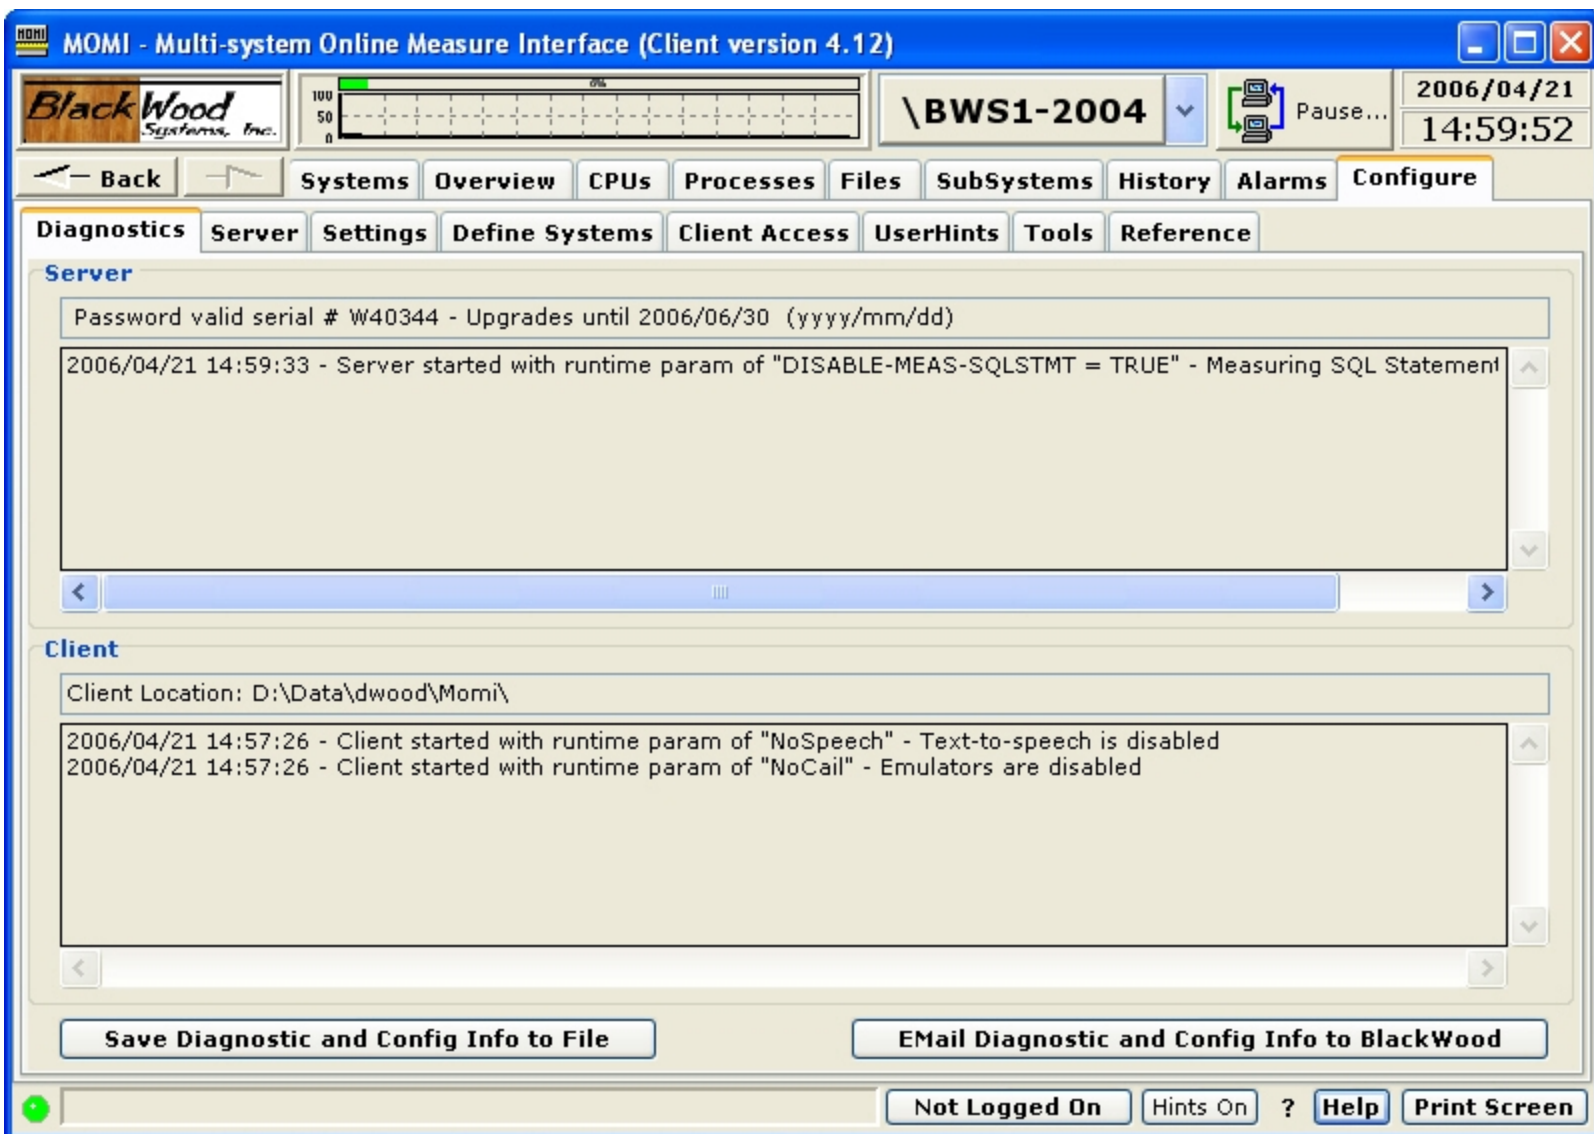 MOMI
MOMI - Multi-system Online Measure Interface (Client version 4.12)
BlackWood
Systems, Inc.
100
50
0
0%
\BWS1-2004
Pause...
2006/04/21
14:59:52
Back
Systems Overview CPUs Processes Files SubSystems History Alarms Configure
Diagnostics Server Settings Define Systems Client Access UserHints Tools Reference
Server
Password valid serial # W40344 - Upgrades until 2006/06/30 (yyyy/mm/dd)
2006/04/21 14:59:33 - Server started with runtime param of "DISABLE-MEAS-SQLSTMT = TRUE" - Measuring SQL Statement
Client
Client Location: D:\Data\dwood\Momi\
2006/04/21 14:57:26 - Client started with runtime param of "NoSpeech" - Text-to-speech is disabled
2006/04/21 14:57:26 - Client started with runtime param of "NoCail" - Emulators are disabled
Save Diagnostic and Config Info to File
EMail Diagnostic and Config Info to BlackWood
Not Logged On Hints On ? Help Print Screen